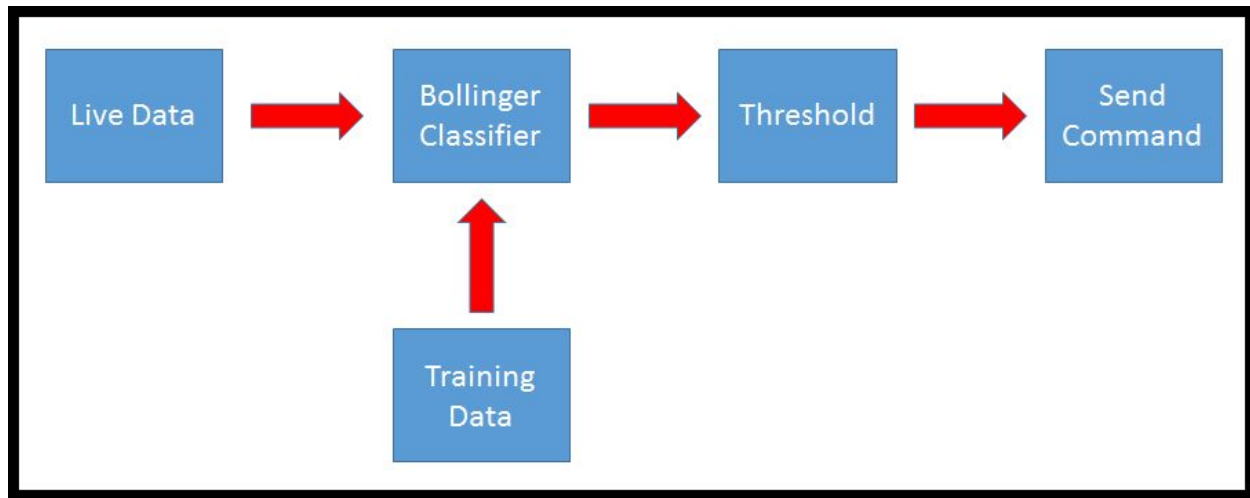 Live Data
Bollinger
Classifier
Threshold
Send
Command
Training
Data